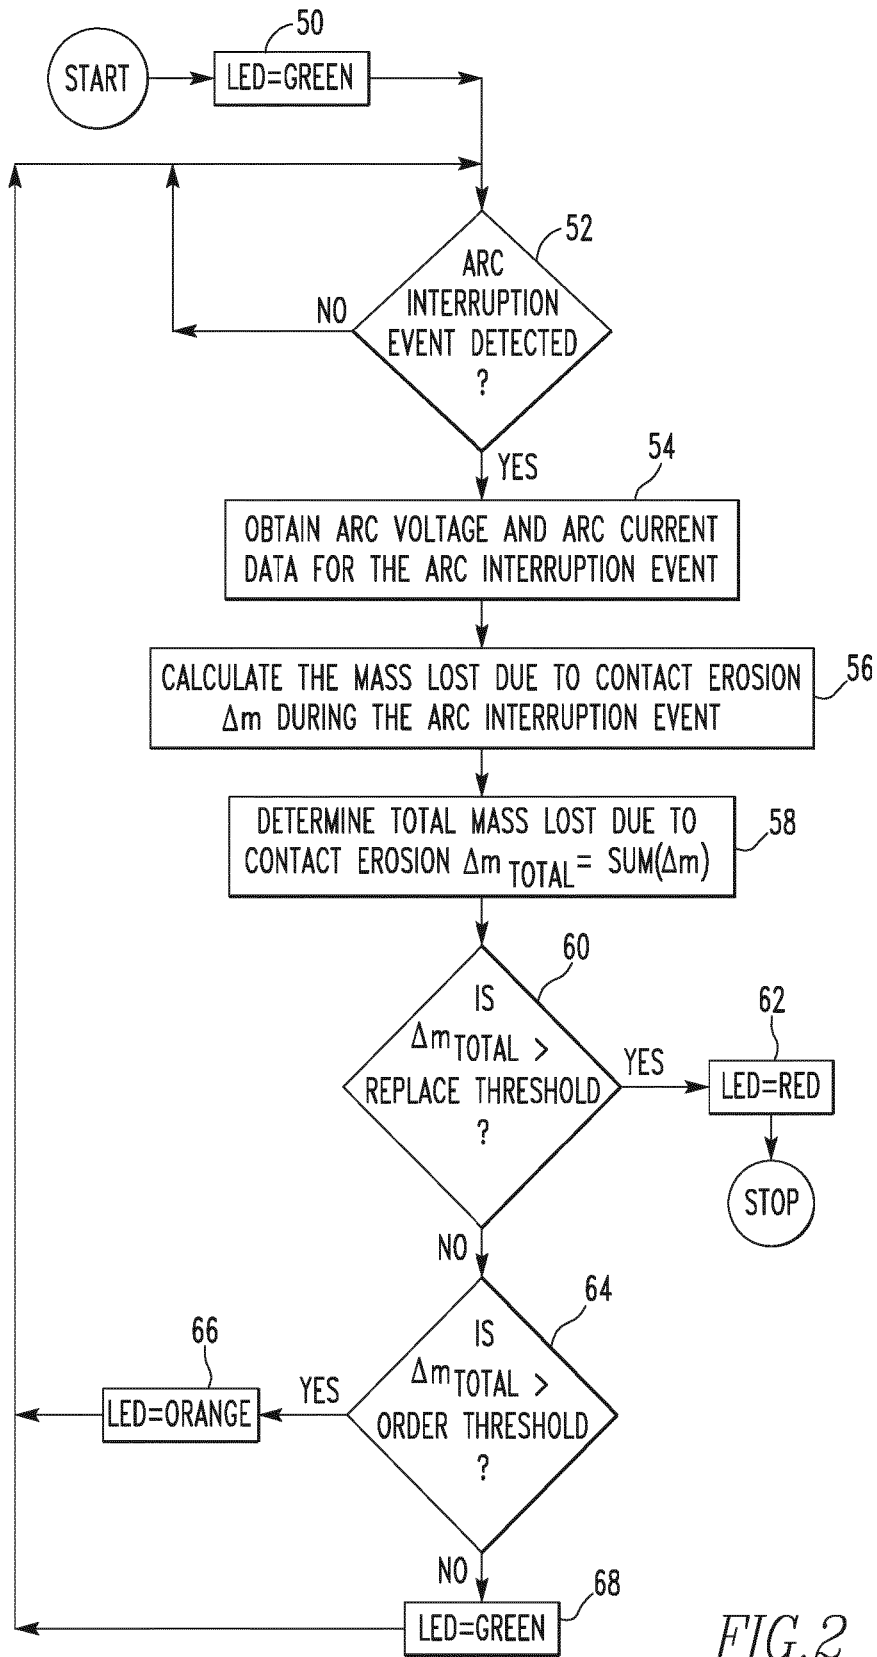 50
START
LED=GREEN
52
ARC
INTERRUPTION
EVENT DETECTED
?
NO
YES
54
OBTAIN ARC VOLTAGE AND ARC CURRENT
DATA FOR THE ARC INTERRUPTION EVENT
56
CALCULATE THE MASS LOST DUE TO CONTACT EROSION
Δm DURING THE ARC INTERRUPTION EVENT
58
DETERMINE TOTAL MASS LOST DUE TO
CONTACT EROSION Δm TOTAL = SUM(Δm)
60
IS
Δm TOTAL >
REPLACE THRESHOLD
?
YES
62
LED=RED
STOP
NO
64
IS
Δm TOTAL >
ORDER THRESHOLD
?
YES
66
LED=ORANGE
NO
68
LED=GREEN
FIG.2